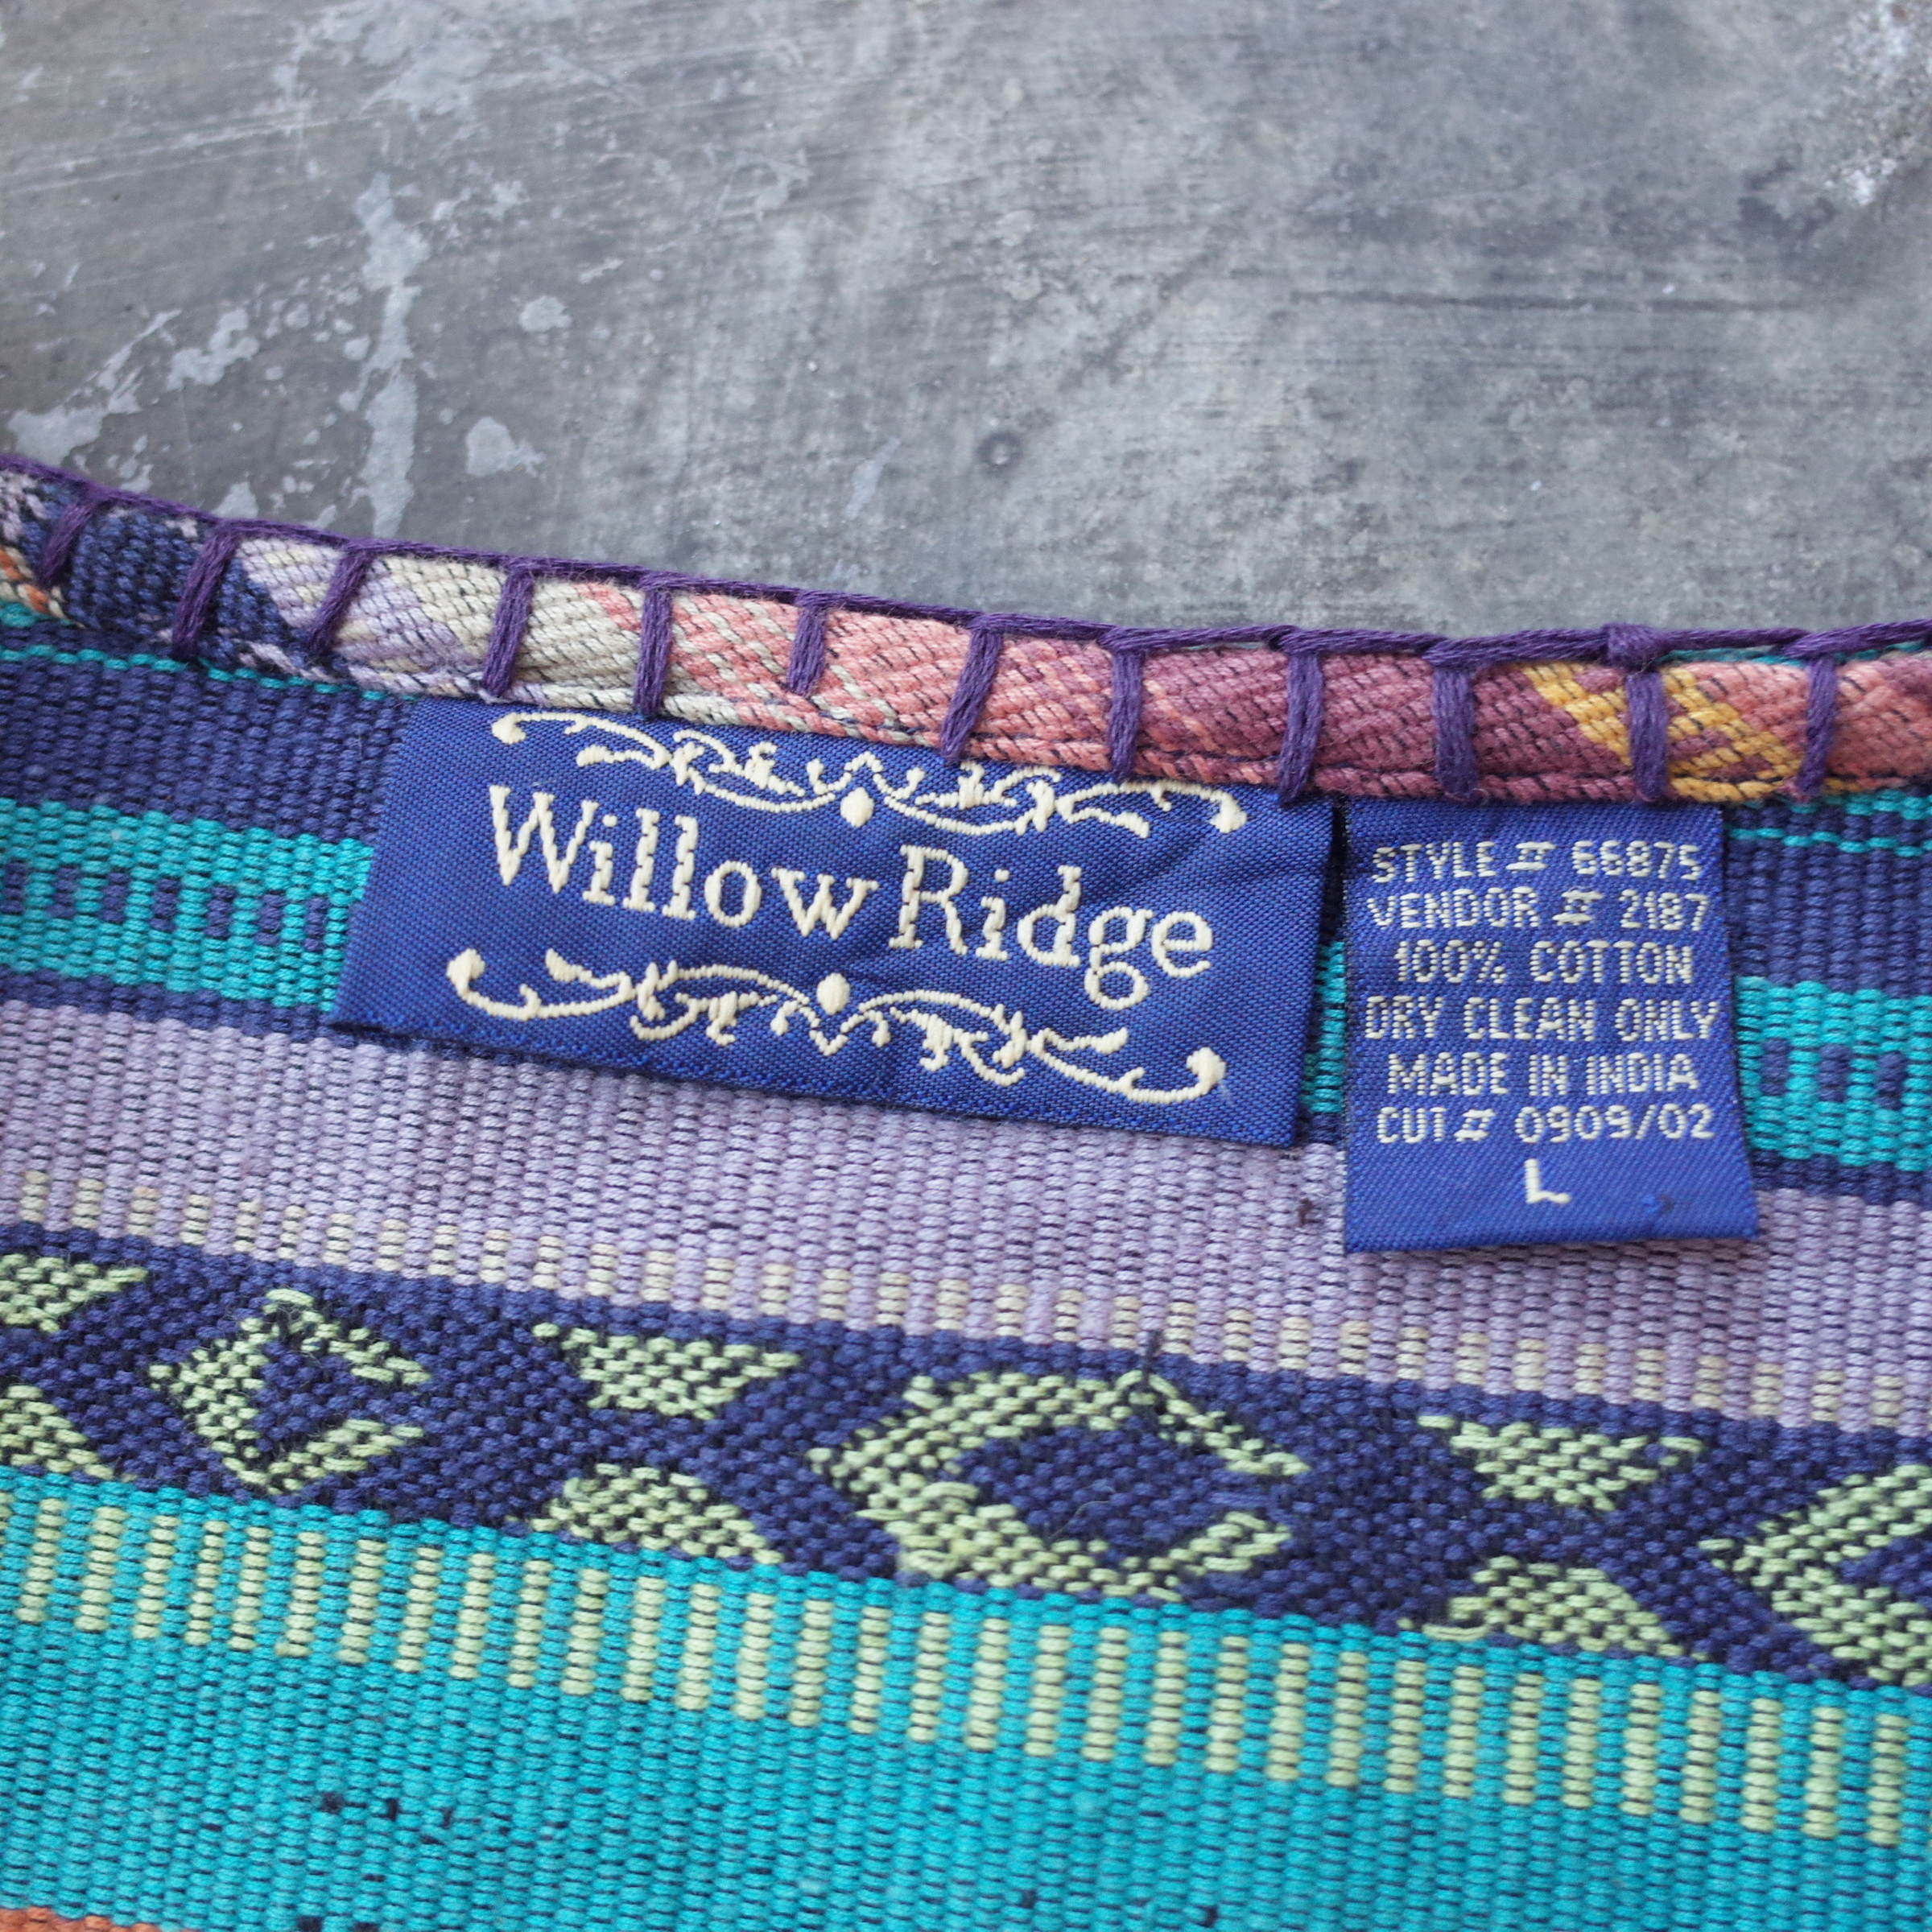 Willow Ridge
STYLE # 66875
VENDOR # 2187
100% COTTON
DRY CLEAN ONLY
MADE IN INDIA
CUT # 0909/02
L